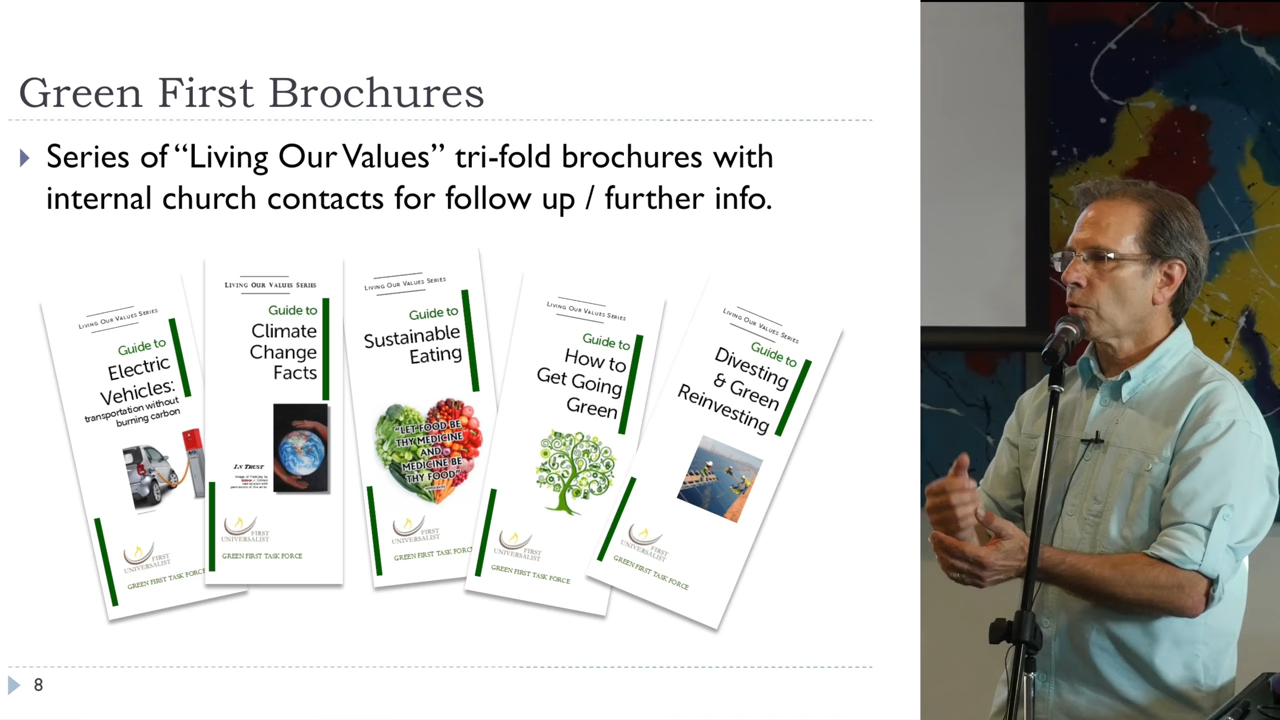 Green First Brochures
Series of “Living Our Values” tri-fold brochures with
internal church contacts for follow up / further info.
LIVING OUR VALUES SERIES
Guide to
Electric
Vehicles:
transportation without
burning carbon
FIRST
UNIVERSALIST
GREEN FIRST TASK FORCE
LIVING OUR VALUES SERIES
Guide to
Climate
Change
Facts
IN TRUST
FIRST
UNIVERSALIST
GREEN FIRST TASK FORCE
LIVING OUR VALUES SERIES
Guide to
Sustainable
Eating
"LET FOOD BE
THY MEDICINE
AND
MEDICINE BE
THY FOOD"
FIRST
UNIVERSALIST
GREEN FIRST TASK FORC
LIVING OUR VALUES SERIES
Guide to
How to
Get Going
Green
FIRST
UNIVERSALIST
GREEN FIRST TASK FORCE
LIVING OUR VALUES SERIES
Guide to
Divesting
& Green
Reinvesting
FIRST
UNIVERSALIST
GREEN FIRST TASK FORCE
8